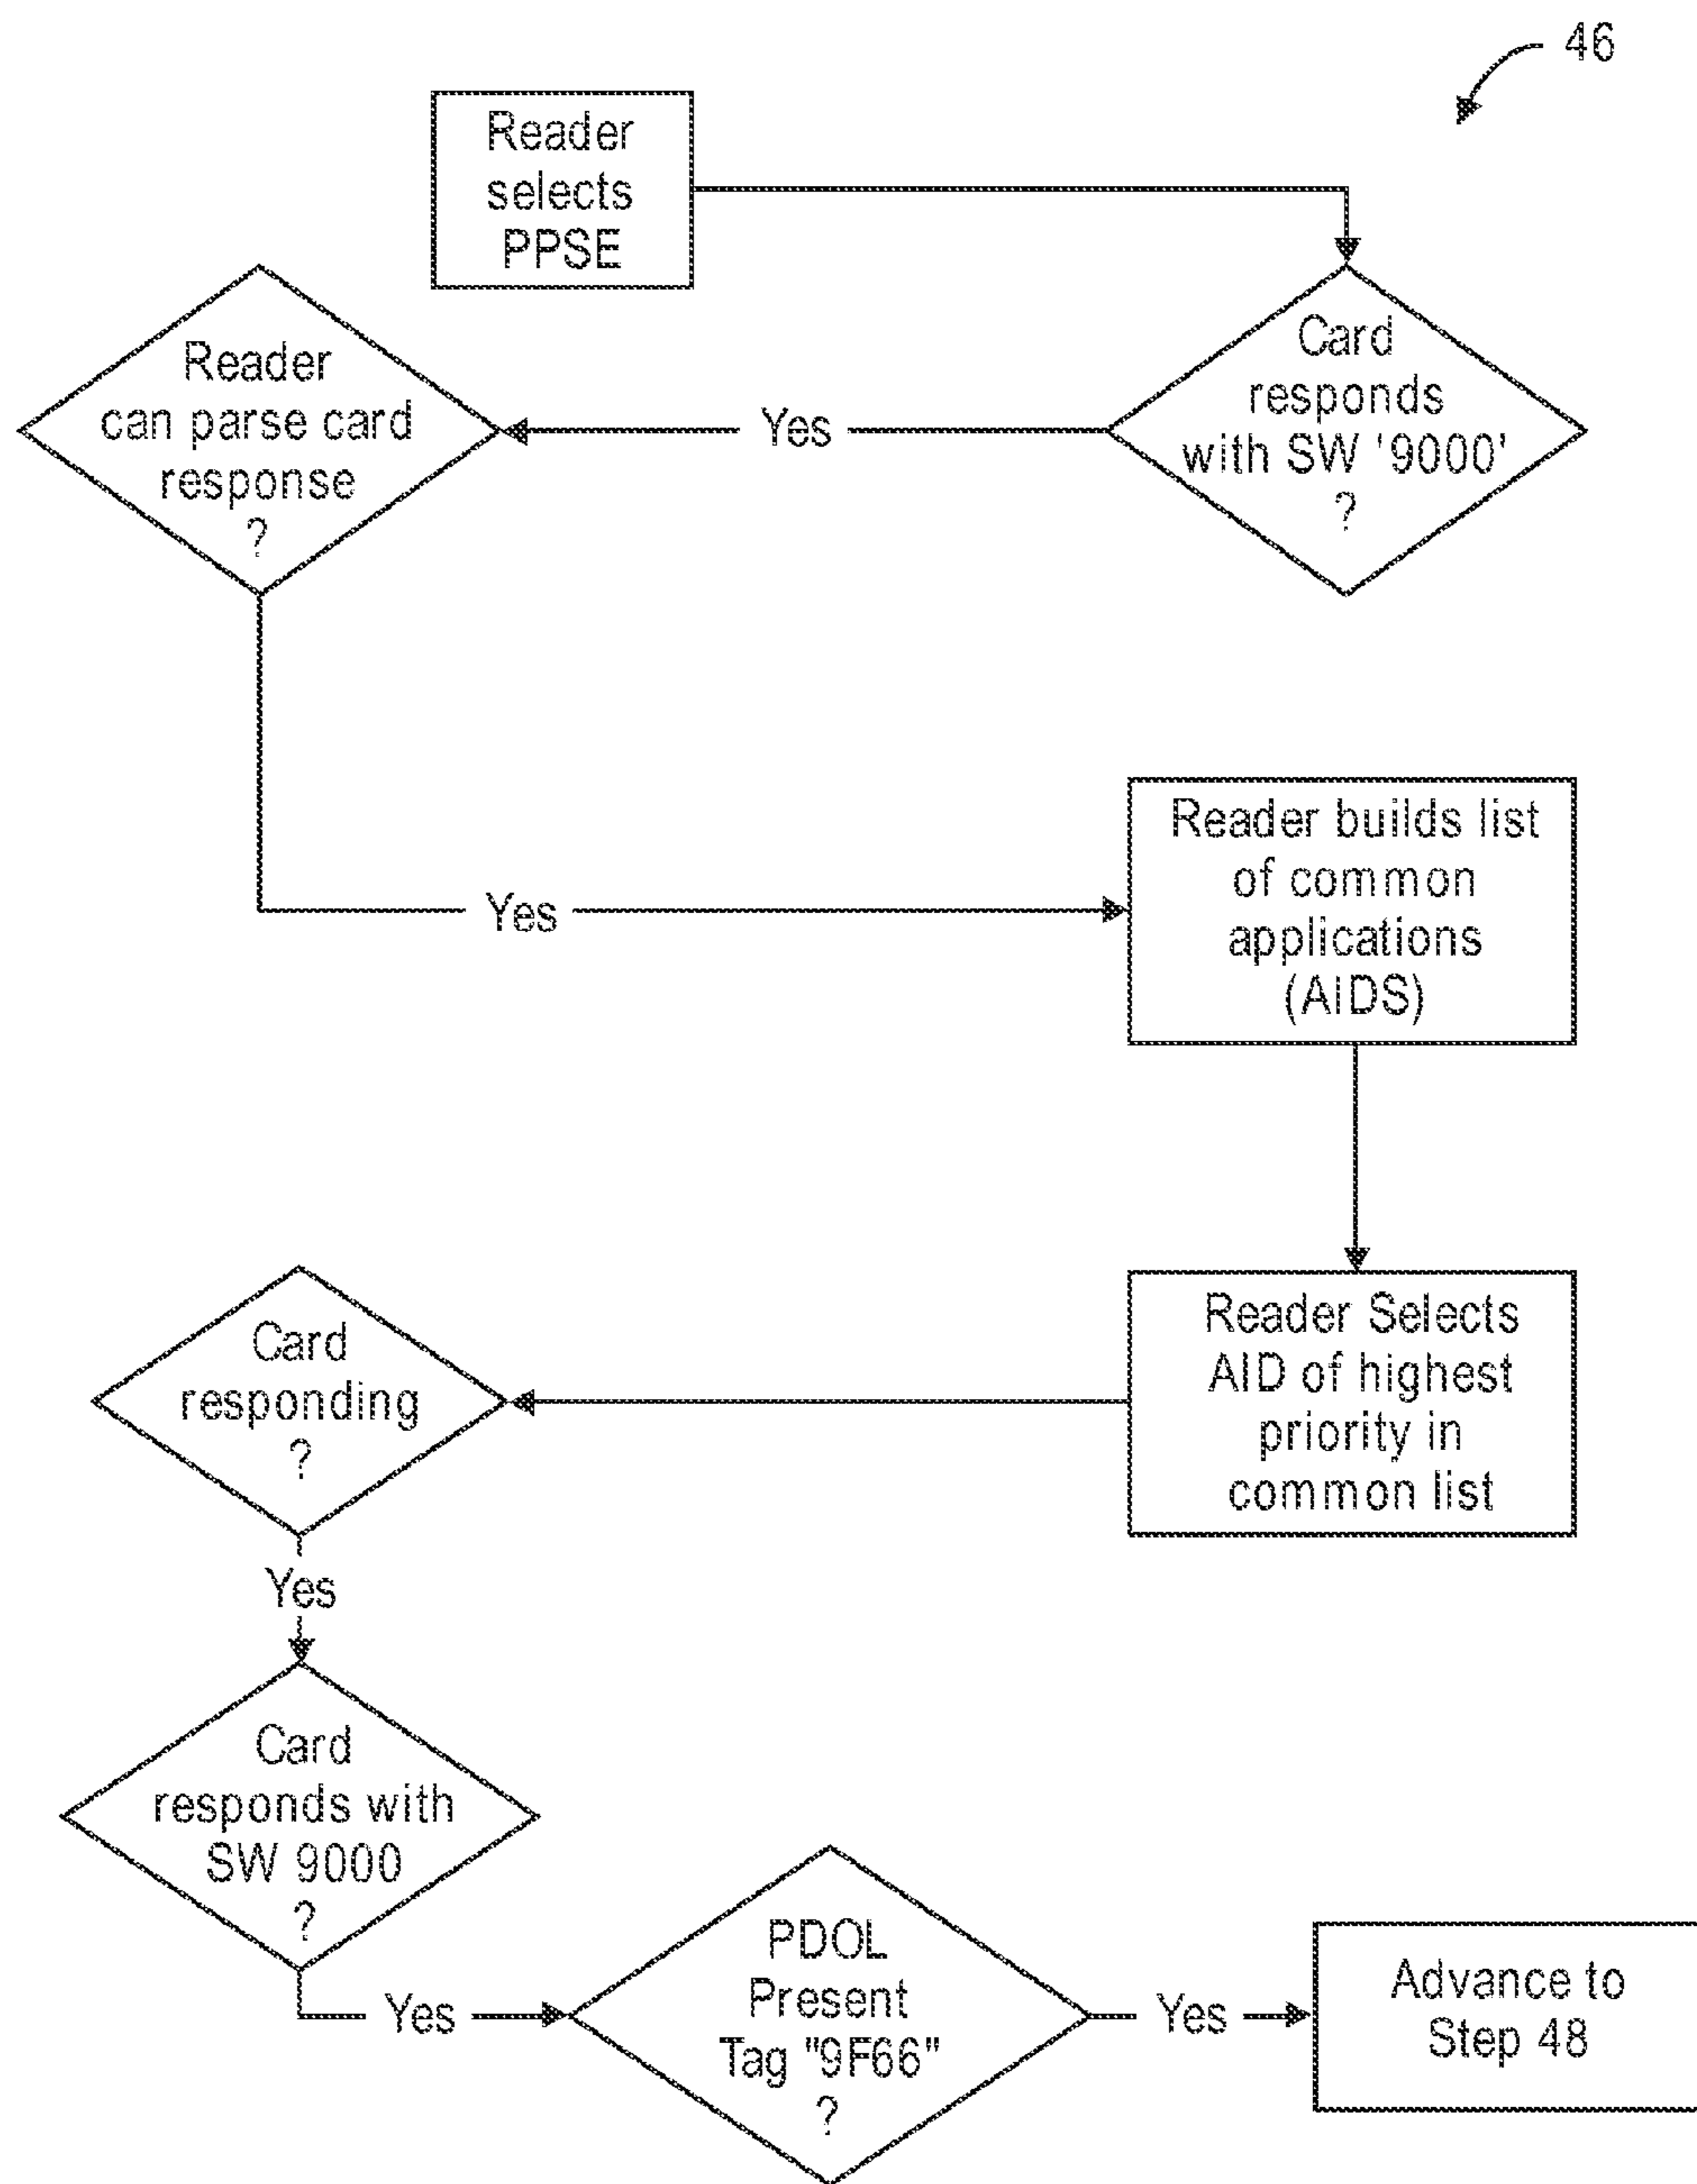 46
Reader
selects
PPSE
Card
responds
with SW '9000'
?
Yes
Reader
can parse card
response
?
Yes
Reader builds list
of common
applications
(AIDS)
Reader Selects
AID of highest
priority in
common list
Card
responding
?
Yes
Card
responds with
SW 9000
?
Yes
PDOL
Present
Tag "9F66"
?
Yes
Advance to
Step 48